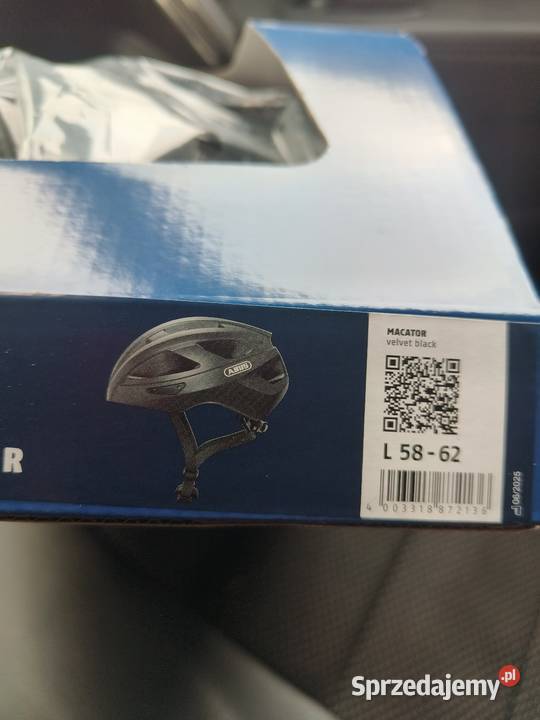 MACATOR
velvet black
ABUS
R
L 58 - 62
4 003318 872136
06/2025
Sprzedajemy.pl